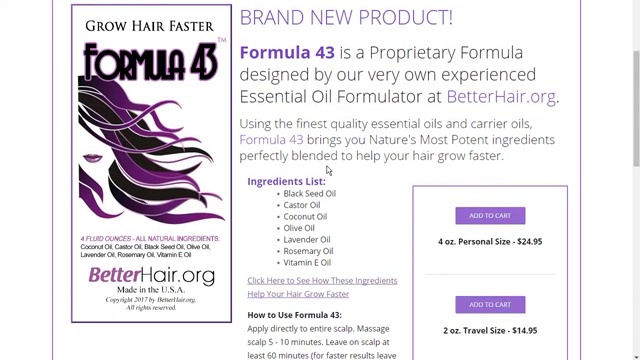 GROW HAIR FASTER
FORMULA 43™
4 FLUID OUNCES - ALL NATURAL INGREDIENTS:
Coconut Oil, Castor Oil, Black Seed Oil, Olive Oil,
Lavender Oil, Rosemary Oil, Vitamin E Oil
BetterHair.org
Made in the U.S.A.
Copyright 2017 by BetterHair.org.
All rights reserved.
BRAND NEW PRODUCT!
Formula 43 is a Proprietary Formula
designed by our very own experienced
Essential Oil Formulator at BetterHair.org.
Using the finest quality essential oils and carrier oils,
Formula 43 brings you Nature's Most Potent ingredients
perfectly blended to help your hair grow faster.
Ingredients List:
• Black Seed Oil
• Castor Oil
• Coconut Oil
• Olive Oil
• Lavender Oil
• Rosemary Oil
• Vitamin E Oil
Click Here to See How These Ingredients
Help Your Hair Grow Faster
How to Use Formula 43:
Apply directly to entire scalp. Massage
scalp 5 - 10 minutes. Leave on scalp at
least 60 minutes (for faster results leave
ADD TO CART
4 oz. Personal Size - $24.95
ADD TO CART
2 oz. Travel Size - $14.95